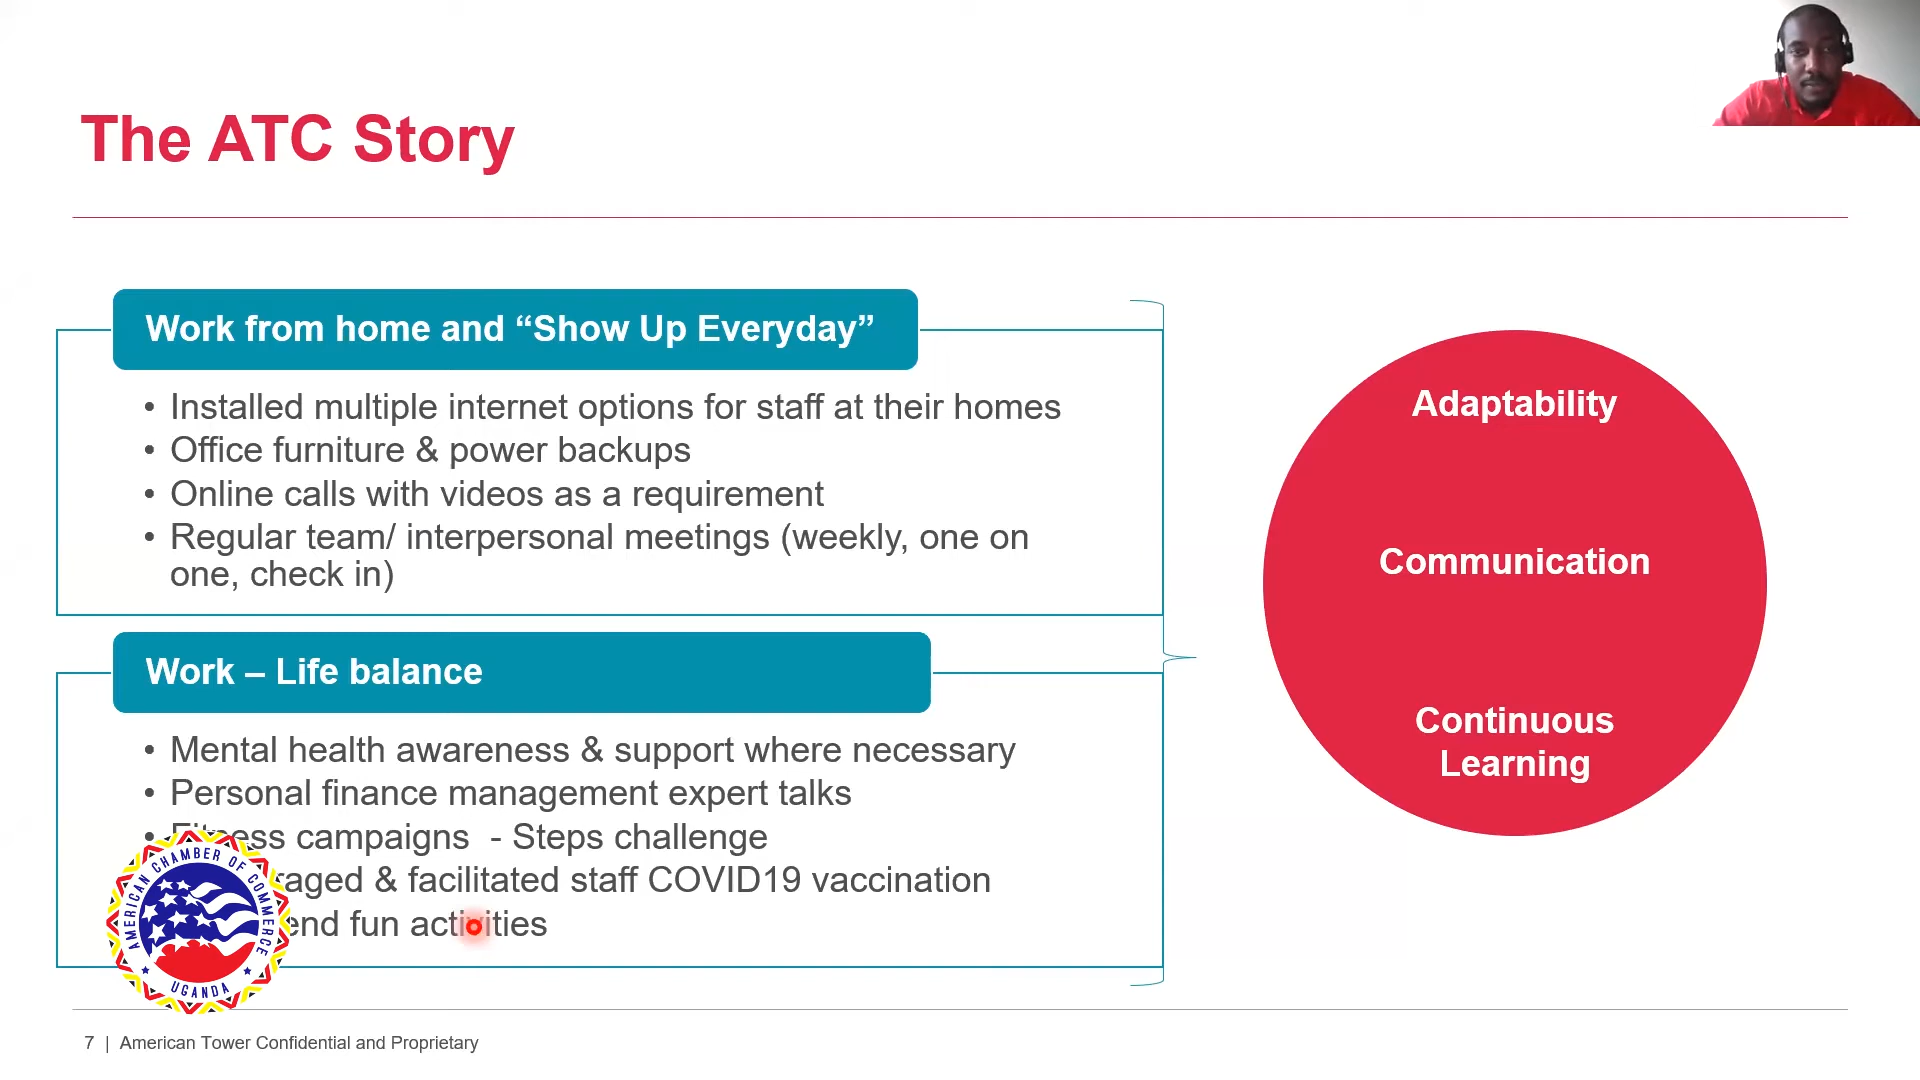 The ATC Story
Work from home and “Show Up Everyday”
• Installed multiple internet options for staff at their homes
• Office furniture & power backups
• Online calls with videos as a requirement
• Regular team/ interpersonal meetings (weekly, one on
one, check in)
Work – Life balance
• Mental health awareness & support where necessary
• Personal finance management expert talks
• Fitness campaigns - Steps challenge
& facilitated staff COVID19 vaccination
fun activities
Adaptability
Communication
Continuous
Learning
AMERICAN CHAMBER OF COMMERCE
UGANDA
7 | American Tower Confidential and Proprietary